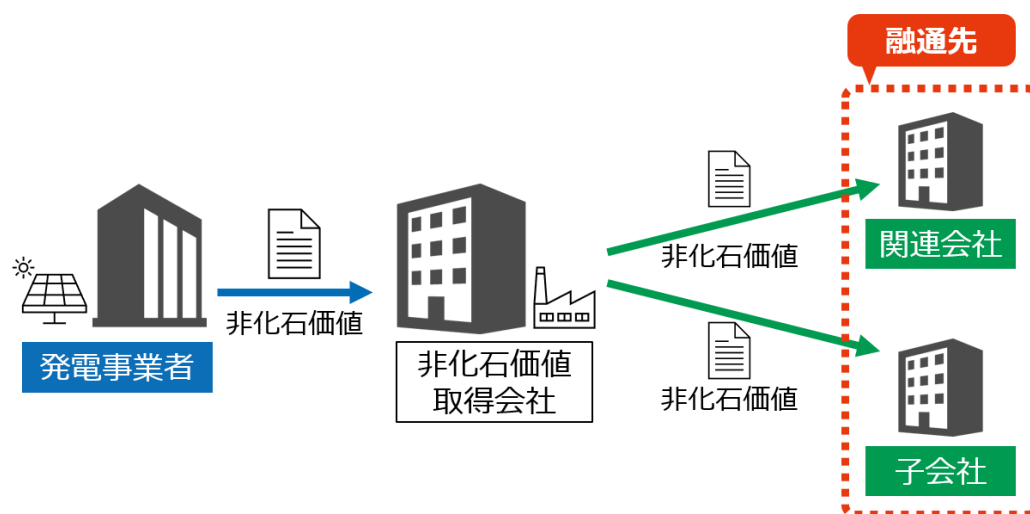 融通先
非化石価値
関連会社
非化石価値
発電事業者
非化石価値
取得会社
非化石価値
子会社